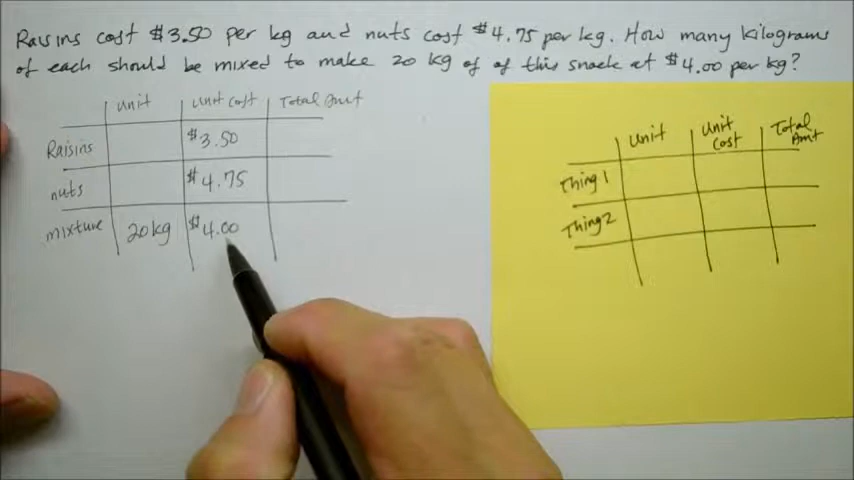 Raisins cost $3.50 per kg and nuts cost $4.75 per kg. How many kilograms
of each should be mixed to make 20 kg of of this snack at $4.00 per kg?
unit unit cost Total Amt
Raisins $3.50
nuts $4.75
mixture 20kg $4.00
unit unit cost Total Amt
Thing 1
Thing 2